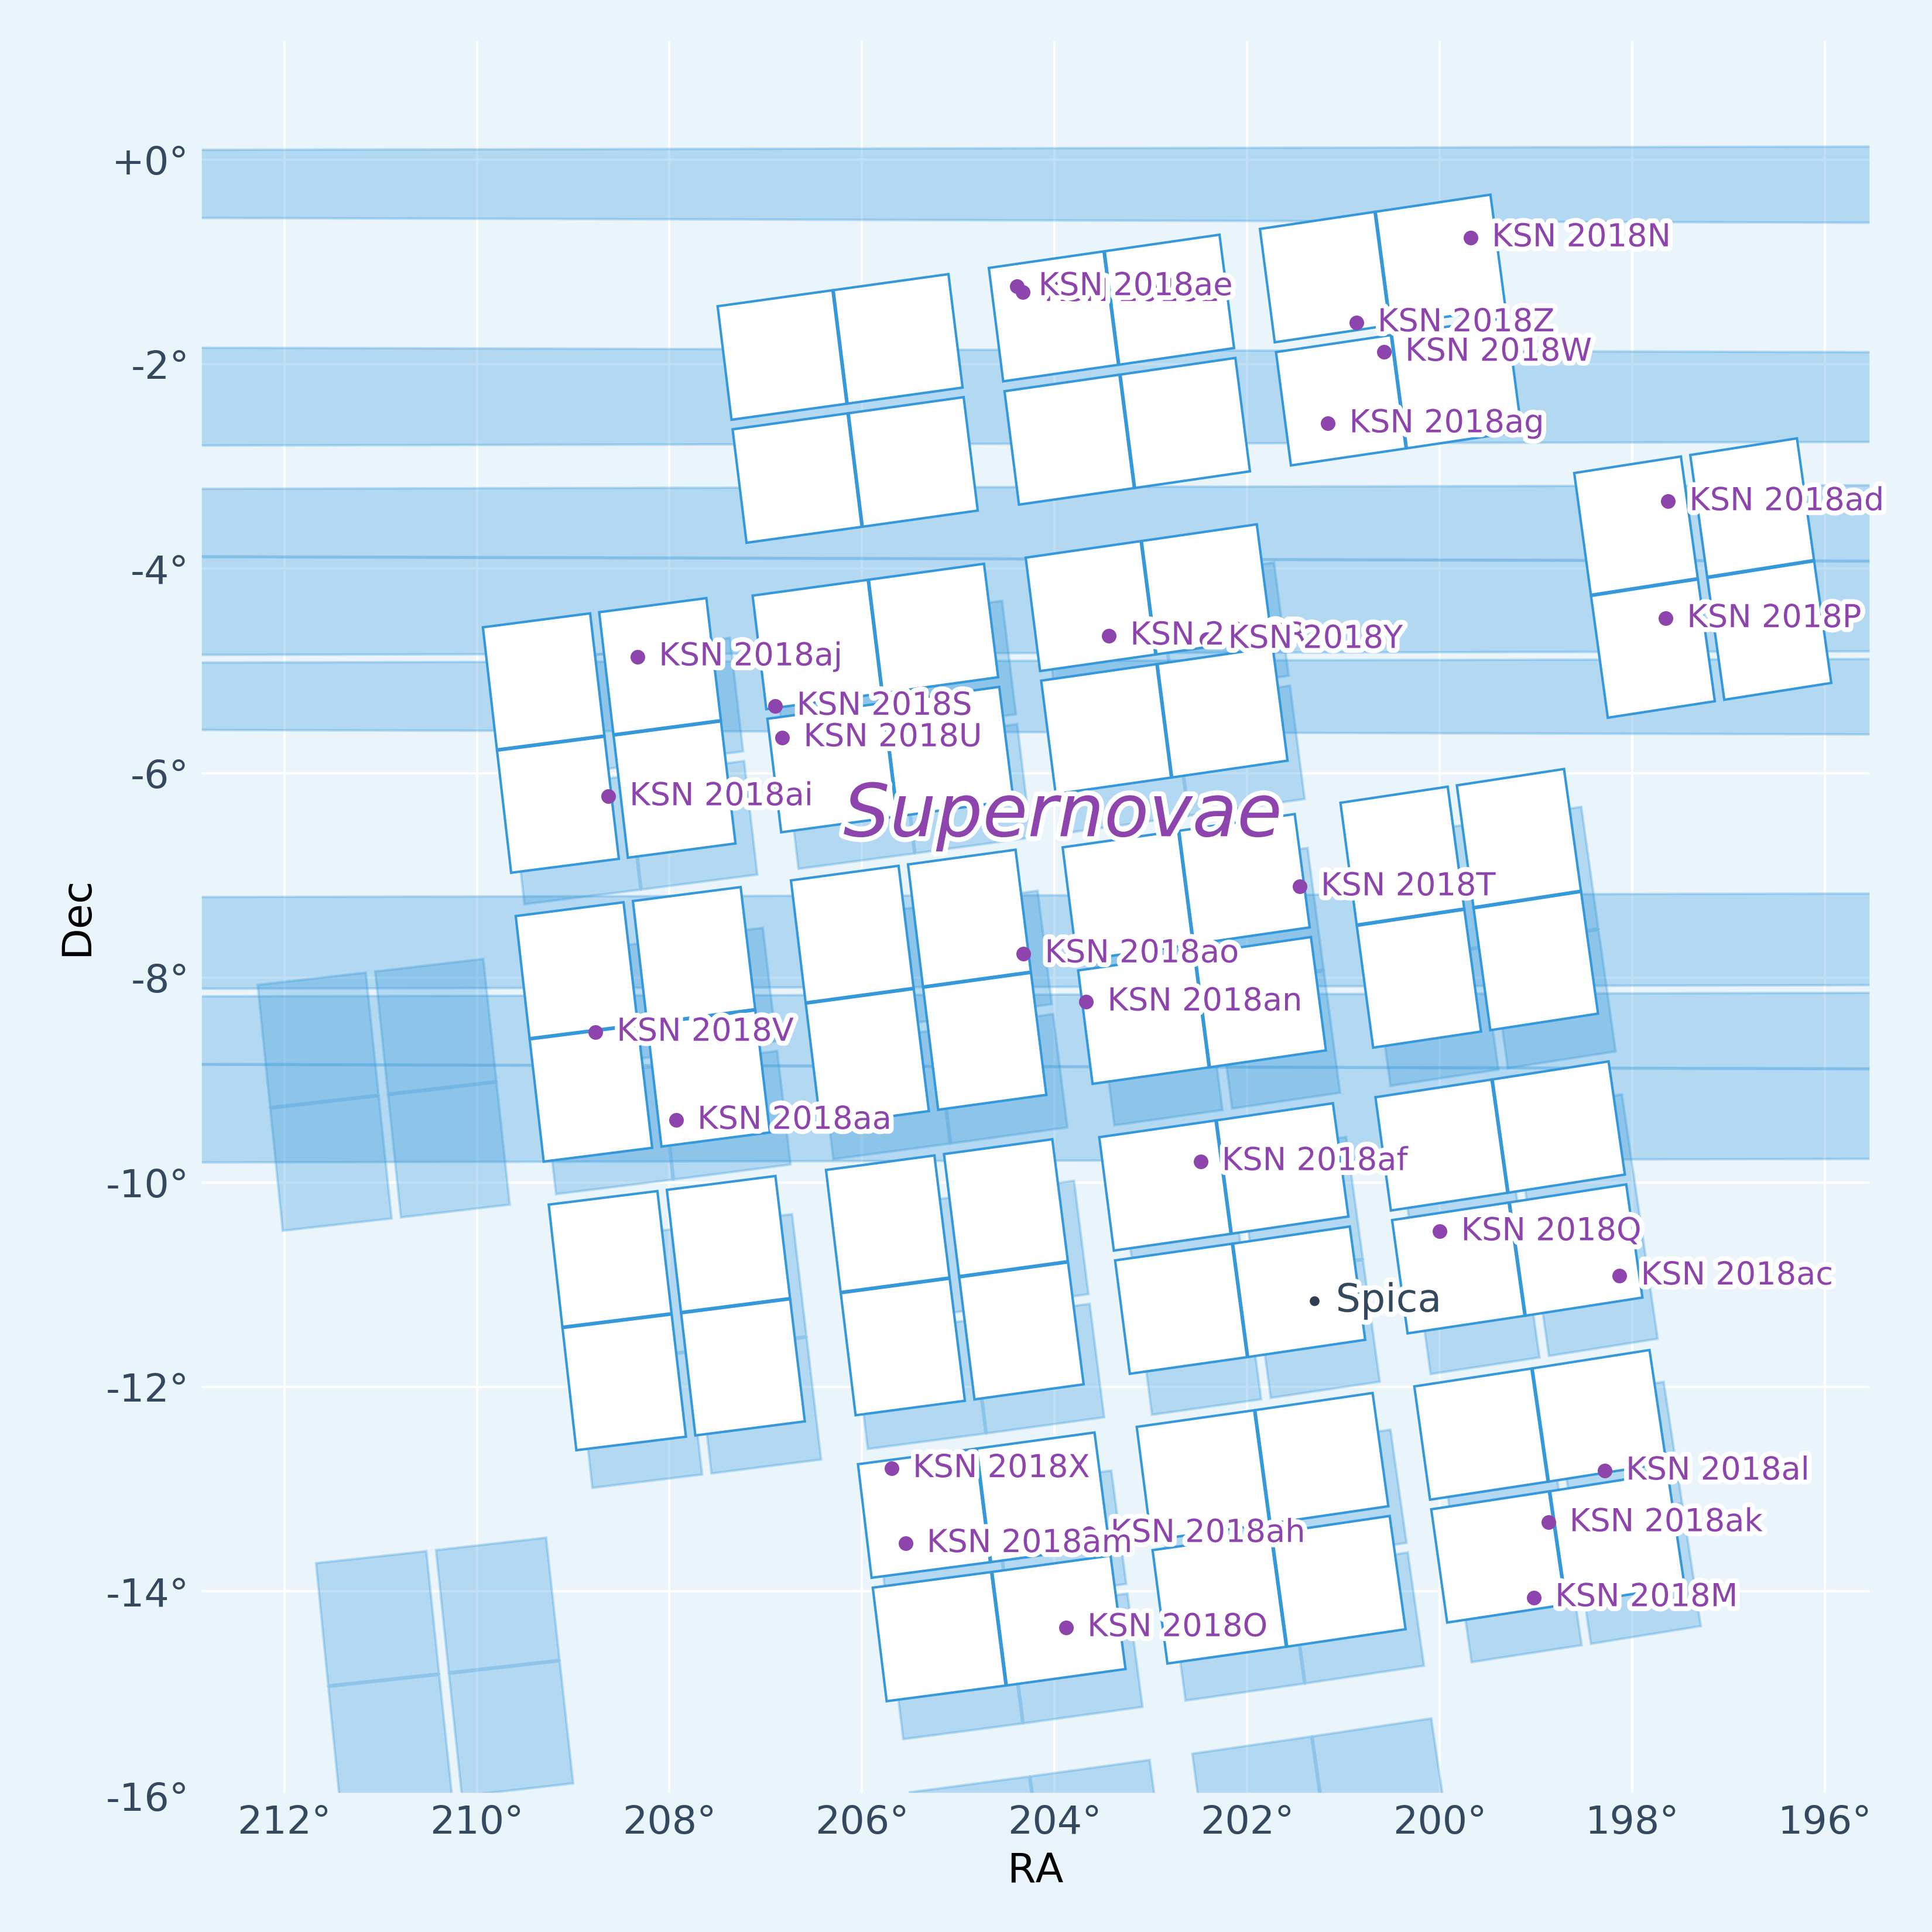 +0°
KSN 2018N
KSN 2018ae
KSN 2018Z
KSN 2018W
-2°
KSN 2018ag
KSN 2018ad
-4°
KSN 2018P
KSN 2
KSN 2018Y
KSN 2018aj
KSN 2018S
KSN 2018U
-6°
KSN 2018ai
Supernovae
KSN 2018T
Dec
KSN 2018ao
-8°
KSN 2018an
KSN 2018V
KSN 2018aa
KSN 2018af
-10°
KSN 2018Q
KSN 2018ac
Spica
-12°
KSN 2018X
KSN 2018al
KSN 2018ak
KSN 2018ah
KSN 2018am
-14°
KSN 2018M
KSN 2018O
-16°
212° 210° 208° 206° 204° 202° 200° 198° 196°
RA